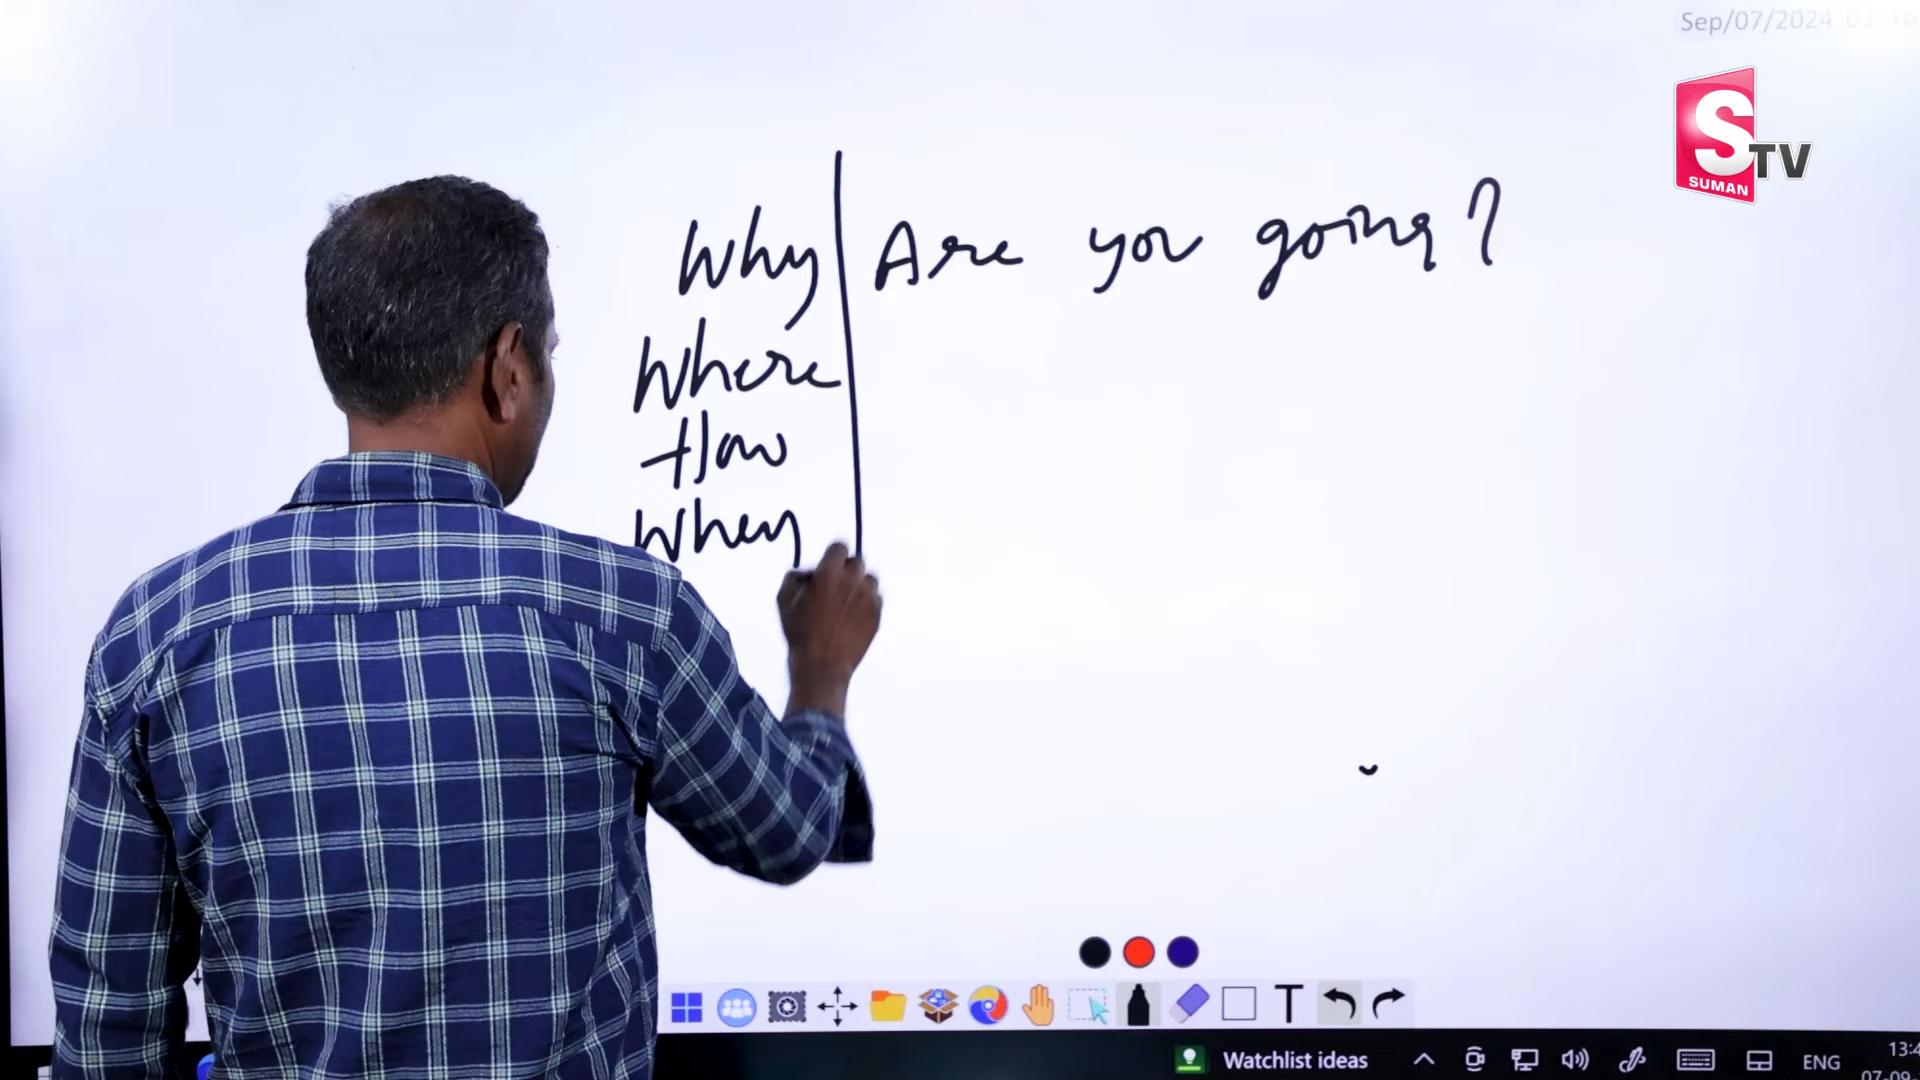 Sep/07/2024
S TV
SUMAN
Why Are you going?
Where
How
When
T
Watchlist ideas
ENG